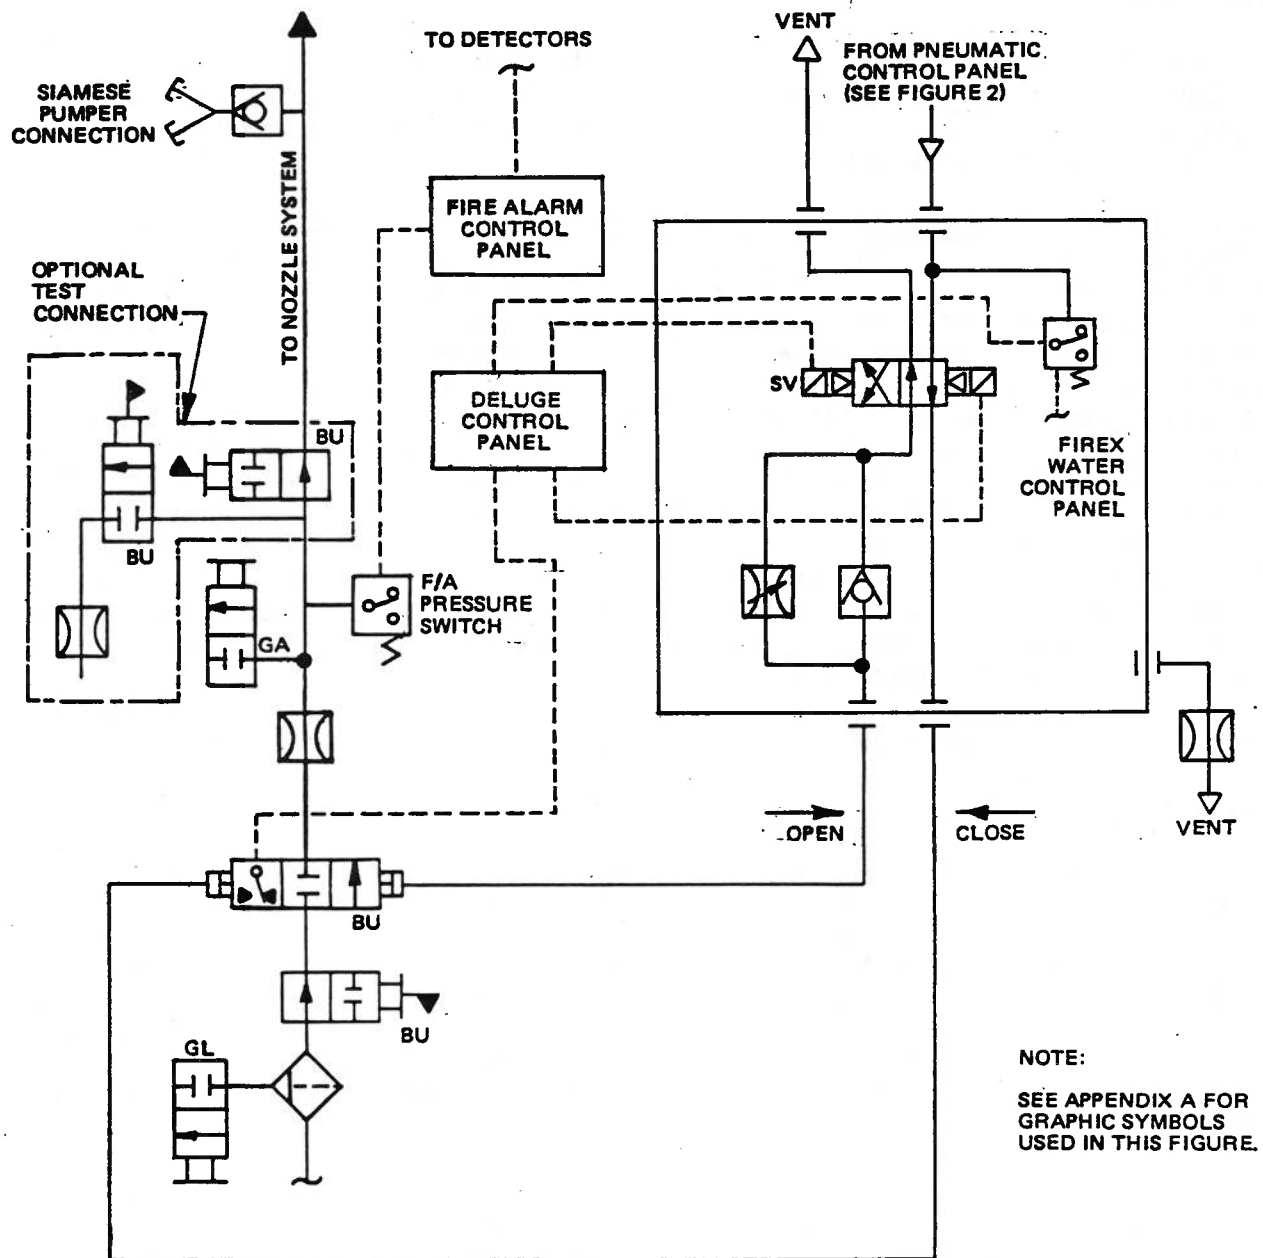 VENT
TO DETECTORS
FROM PNEUMATIC
CONTROL PANEL
(SEE FIGURE 2)
SIAMESE
PUMPER
CONNECTION
TO NOZZLE SYSTEM
FIRE ALARM
CONTROL
PANEL
OPTIONAL
TEST
CONNECTION
SV
DELUGE
CONTROL
PANEL
BU
FIREX
WATER
CONTROL
PANEL
BU
F/A
PRESSURE
SWITCH
GA
OPEN
CLOSE
VENT
BU
BU
GL
NOTE:
SEE APPENDIX A FOR
GRAPHIC SYMBOLS
USED IN THIS FIGURE.